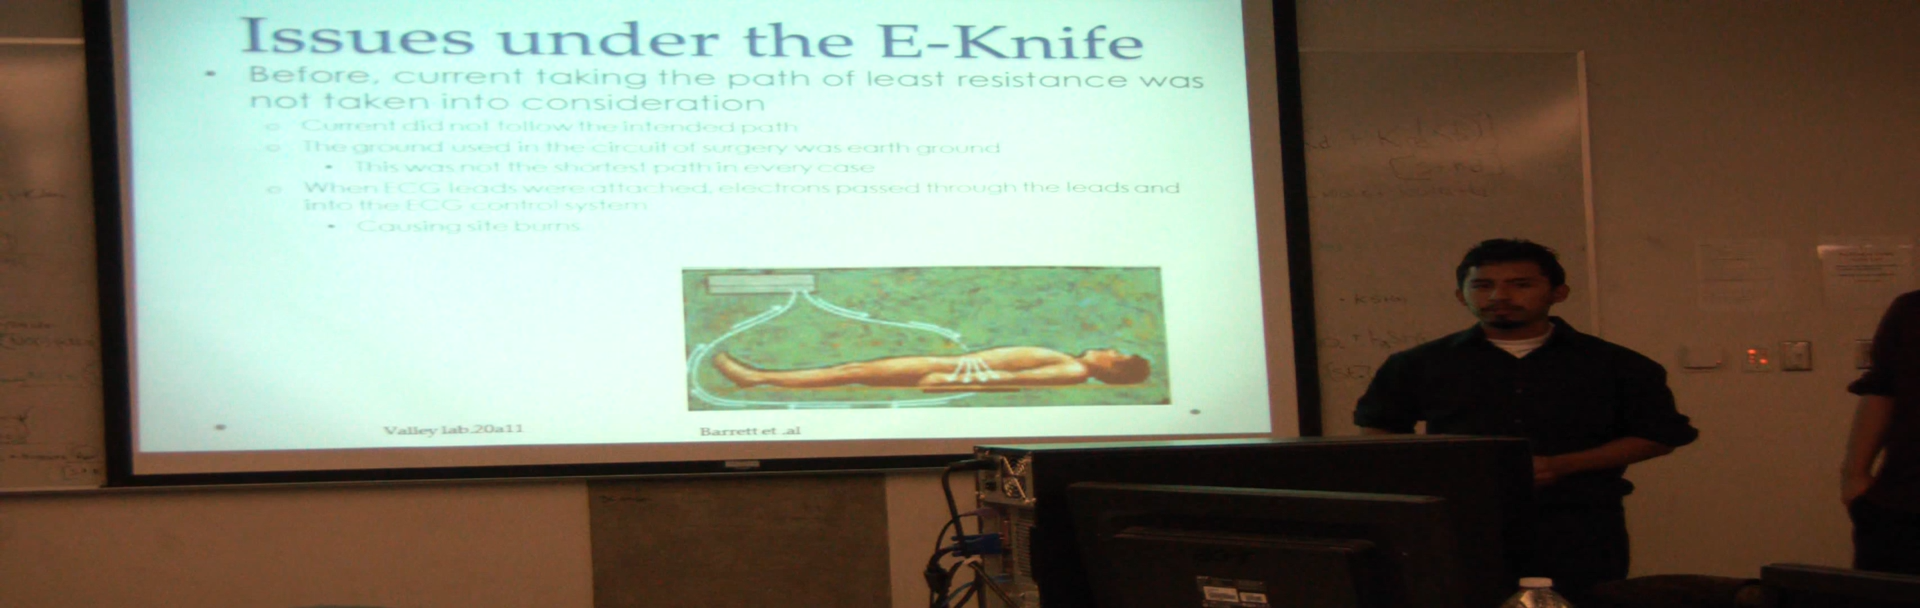 Issues under the E-Knife
• Before, current taking the path of least resistance was
not taken into consideration
o Current did not follow the intended path
o The ground used in the circuit of surgery was earth ground
• This was not the shortest path in every case
o When ECG leads were attached, electrons passed through the leads and
into the ECG control system
• Causing site burns
Valley lab.20a11
Barrett et .al